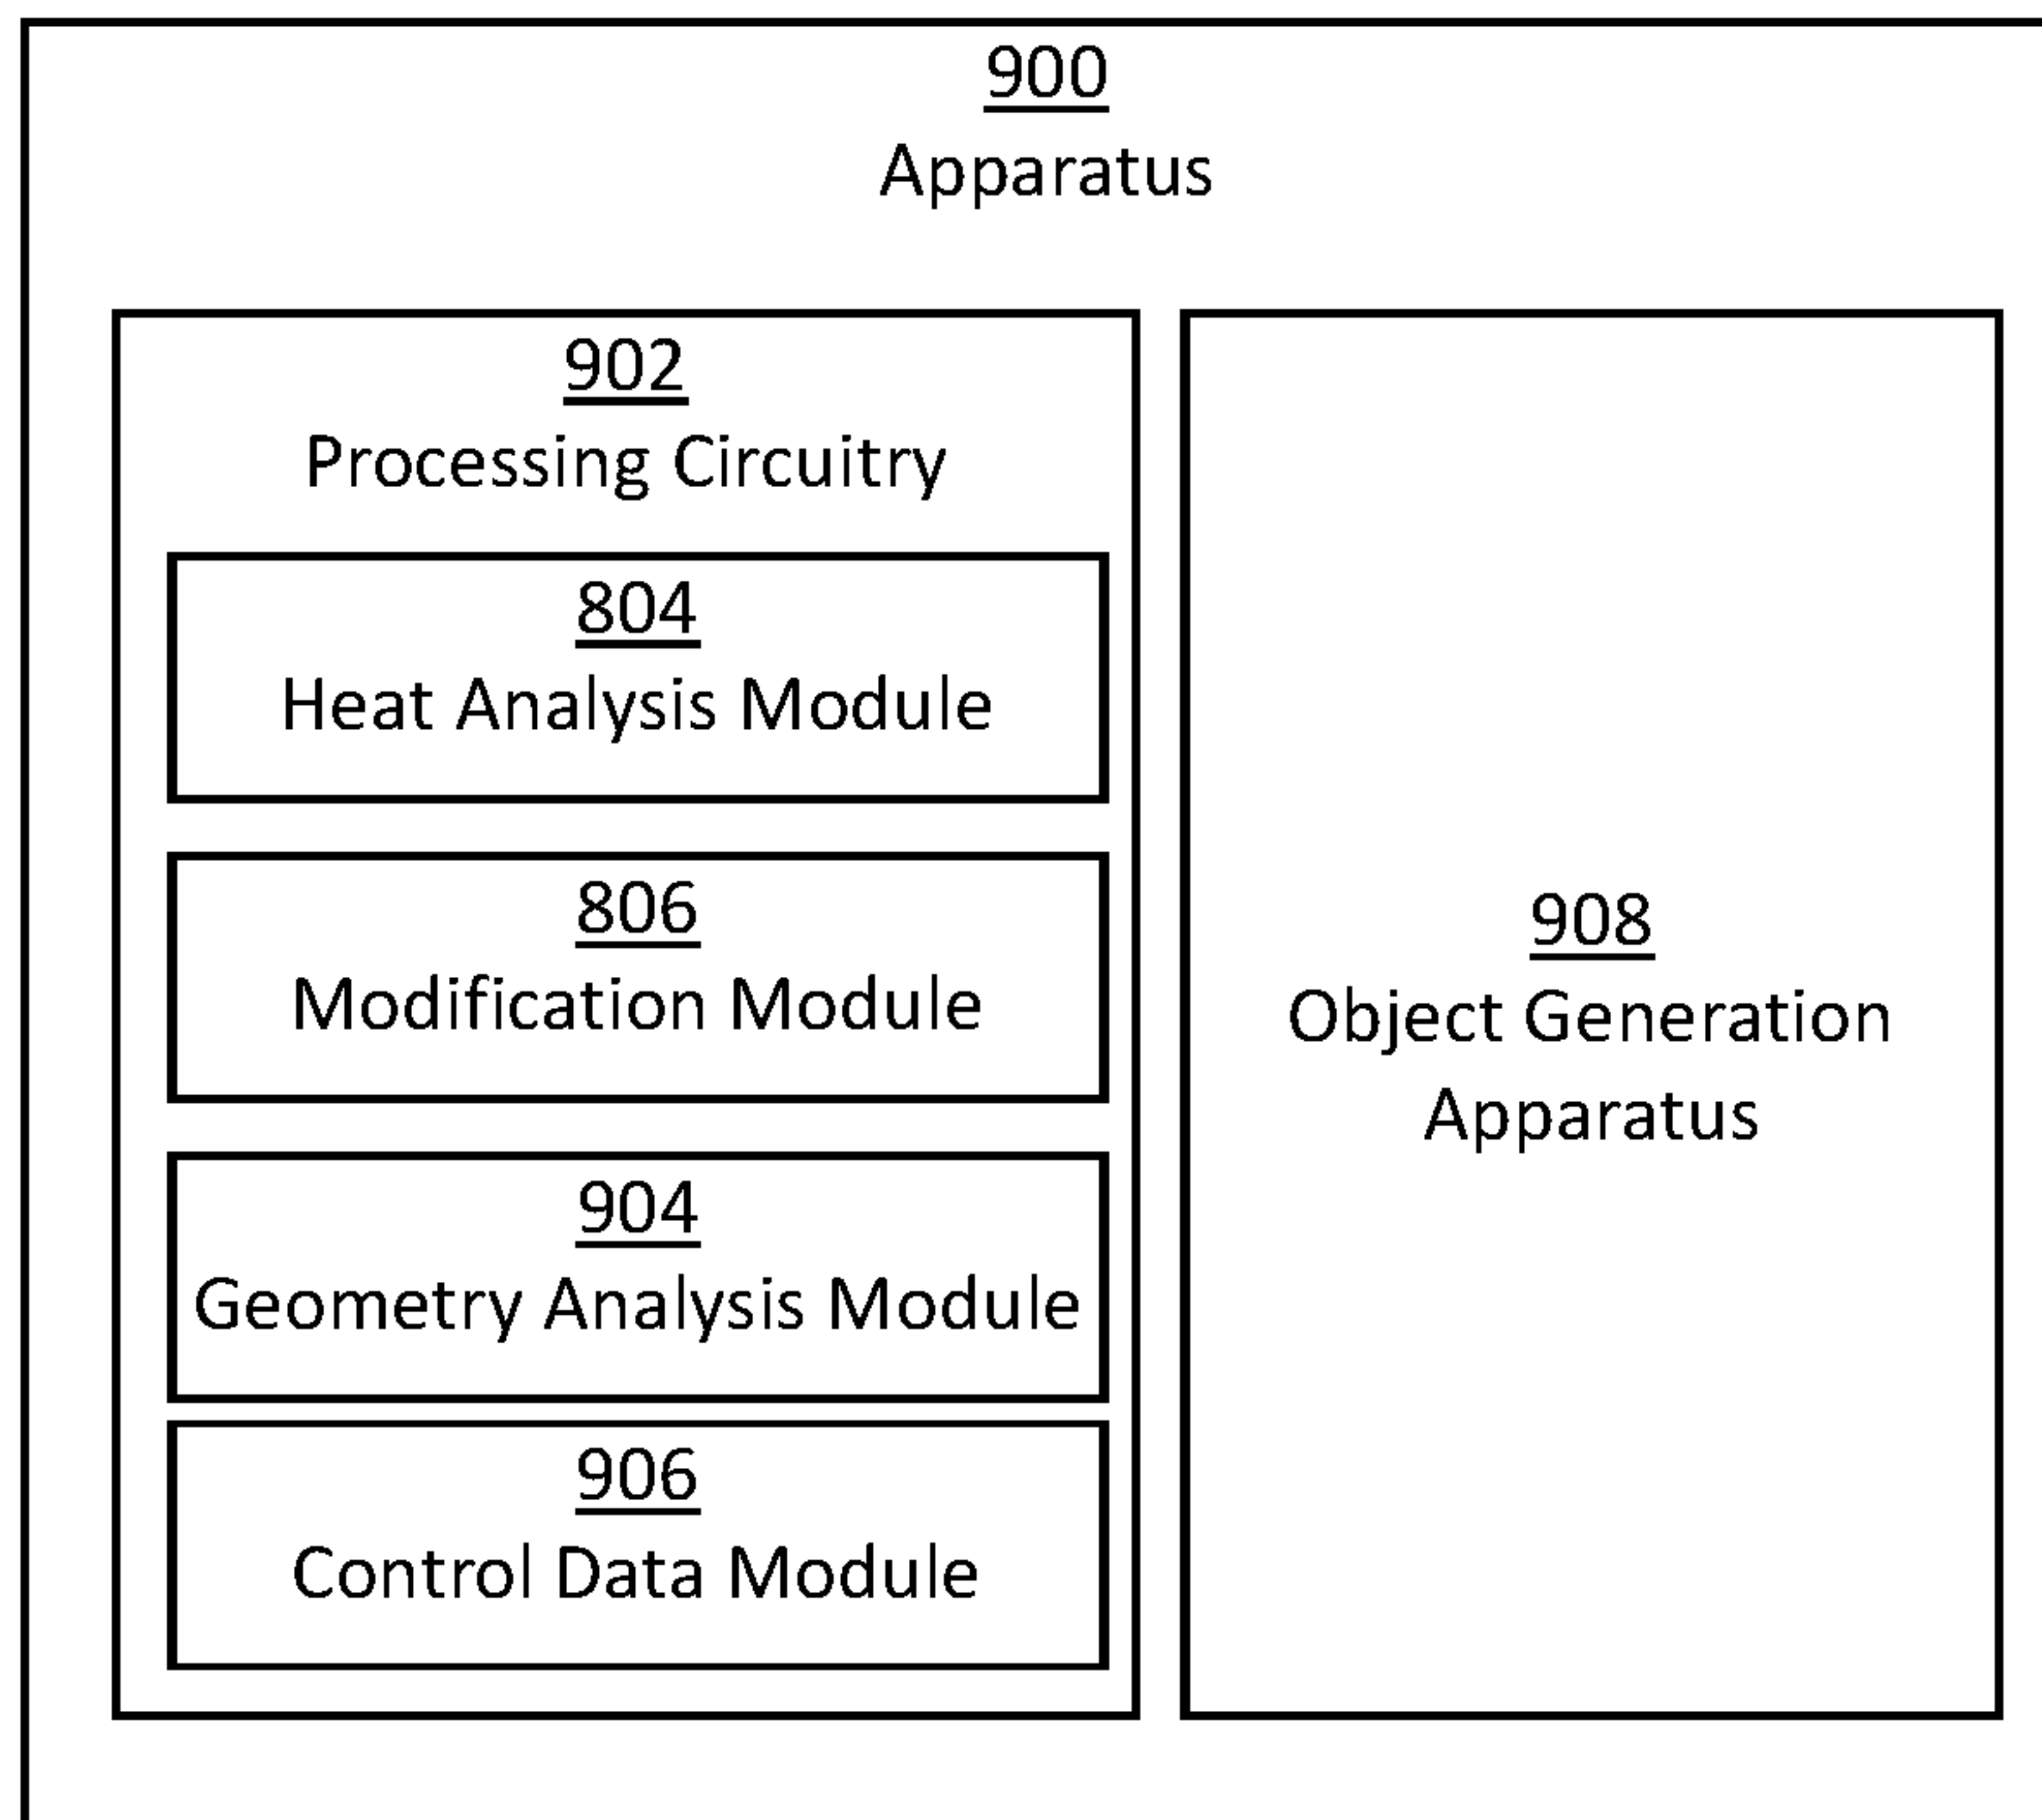 900
Apparatus
902
Processing Circuitry
804
Heat Analysis Module
806
Modification Module
904
Geometry Analysis Module
906
Control Data Module
908
Object Generation
Apparatus